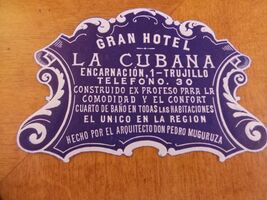 GRAN HOTEL
LA CUBANA
ENCARNACIÓN, 1-TRUJILLO
TELEFONO. 30
CONSTRUIDO EX PROFESO PARA LA
COMODIDAD Y EL CONFORT
CUARTO DE BAÑO EN TODAS LAS HABITACIONES
EL UNICO EN LA REGION
HECHO POR EL ARQUITECTO DON PEDRO MUGURUZA